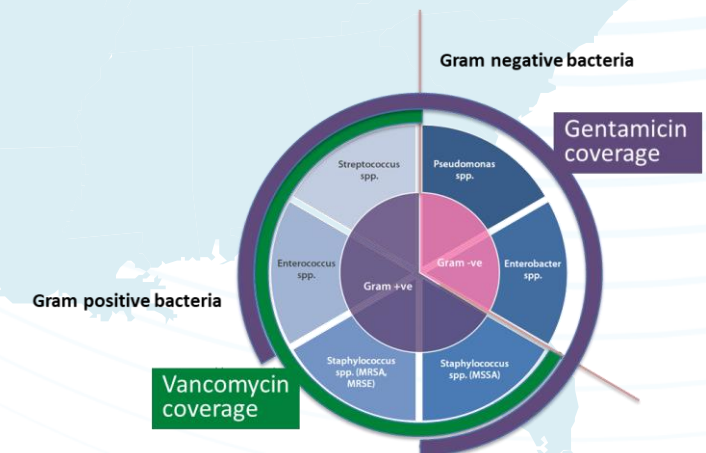 Gram negative bacteria
Gentamicin
coverage
Streptococcus
spp.
Pseudomonas
spp.
Enterococcus
spp.
Gram -ve
Enterobacter
spp.
Gram +ve
Gram positive bacteria
Staphylococcus
spp. (MRSA,
MRSE)
Staphylococcus
spp. (MSSA)
Vancomycin
coverage